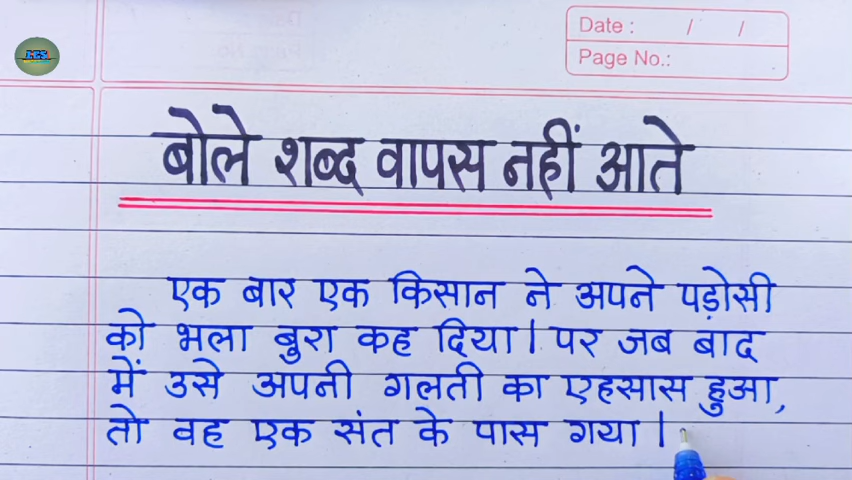 Date :      /      /
Page No.:
बोले शब्द वापस नहीं आते
एक बार एक किसान ने अपने पड़ोसी
को भला बुरा कह दिया। पर जब बाद
में उसे अपनी गलती का एहसास हुआ,
तो वह एक संत के पास गया।